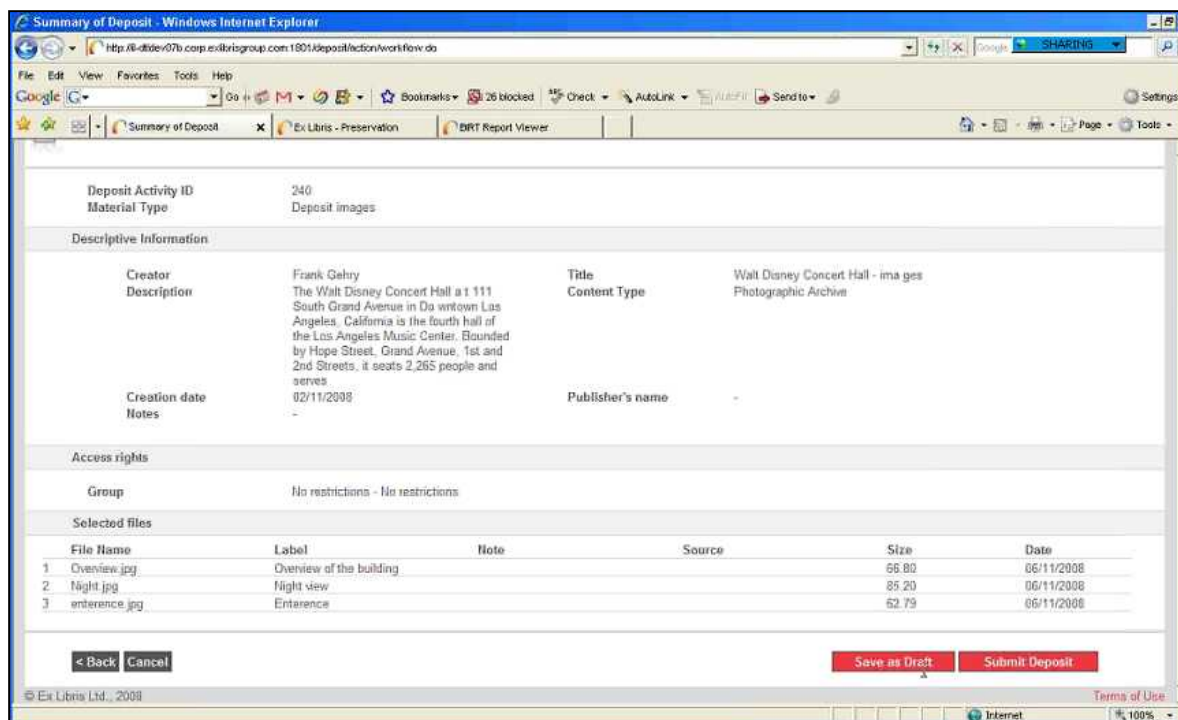 Summary of Deposit - Windows Internet Explorer
File Edit View Favorites Tools Help
Google Go Bookmarks 26 blocked Check AutoLink AutoFill Send to Settings
SHARING
Summary of Deposit Ex Libris - Preservation BIRT Report Viewer Page Tools
Deposit Activity ID 240
Material Type Deposit images
Descriptive Information
Creator Frank Gehry Title Walt Disney Concert Hall - ima ges
Description The Walt Disney Concert Hall a t 111 Content Type Photographic Archive
South Grand Avenue in Do wntown Los
Angeles, California is the fourth hall of
the Los Angeles Music Center. Bounded
by Hope Street, Grand Avenue, 1st and
2nd Streets, it seats 2,265 people and
serves
Creation date 02/11/2008 Publisher's name -
Notes -
Access rights
Group No restrictions - No restrictions
Selected files
File Name Label Note Source Size Date
1 Overview.jpg Overview of the building 66.80 06/11/2008
2 Night.jpg Night view 85.20 06/11/2008
3 enterence.jpg Enterence 62.79 06/11/2008
< Back Cancel Save as Draft Submit Deposit
© Ex Libris Ltd., 2008 Terms of Use
Internet 100%